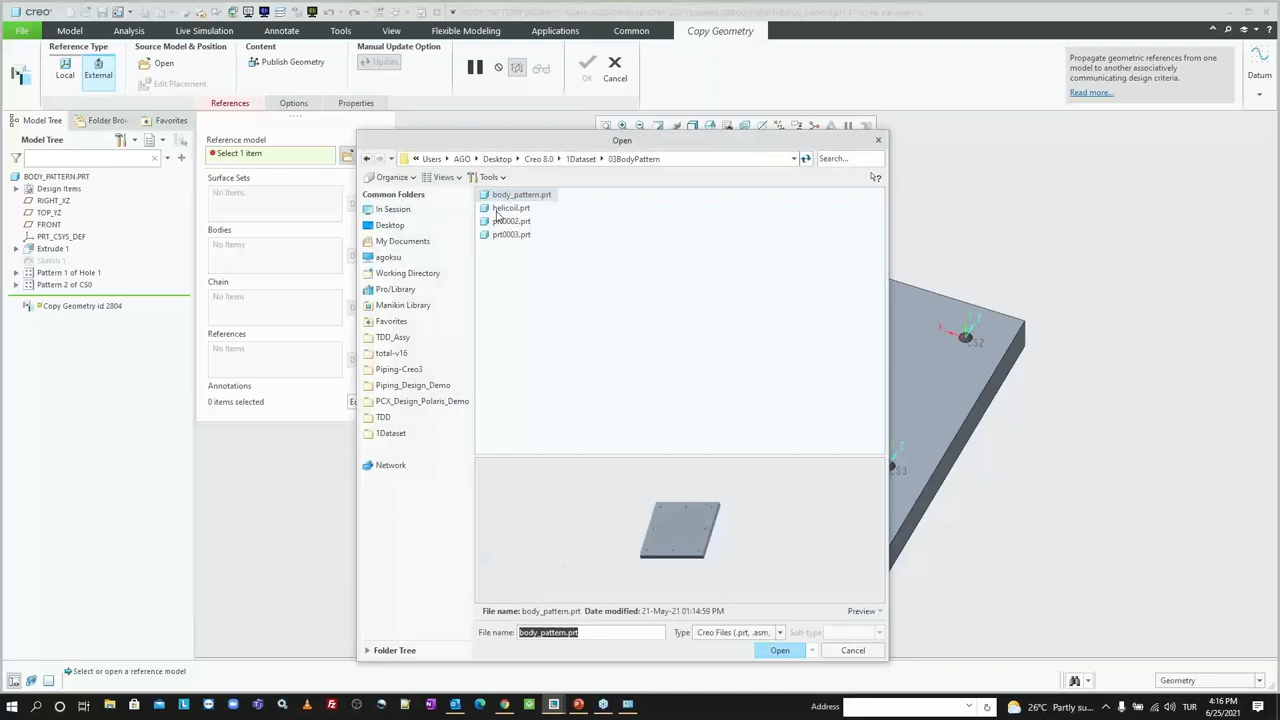 creo
File
Model
Analysis
Live Simulation
Annotate
Tools
View
Flexible Modeling
Applications
Common
Copy Geometry
Reference Type
Source Model & Position
Content
Manual Update Option
Local
External
Open
Edit Placement
Publish Geometry
Update
OK
Cancel
Propagate geometric references from one
model to another associatively
communicating design criteria.
Read more...
Datum
References
Options
Properties
Model Tree
Folder Brow
Favorites
Model Tree
BODY_PATTERN.PRT
Design Items
RIGHT_XZ
TOP_YZ
FRONT
PRT_CSYS_DEF
Extrude 1
Sketch 1
Pattern 1 of Hole 1
Pattern 2 of CS0
*Copy Geometry id 2804
Reference model
Select 1 item
Surface Sets
No Items
Bodies
No Items
Chain
No Items
References
No Items
Annotations
0 items selected
Open
Users
AGO
Desktop
Creo 8.0
1Dataset
03BodyPattern
Search...
Organize
Views
Tools
Common Folders
In Session
Desktop
My Documents
agoksu
Working Directory
Pro/Library
Manikin Library
Favorites
TDD_Assy
total-v16
Piping-Creo3
Piping_Design_Demo
PCX_Design_Polaris_Demo
TDD
1Dataset
Network
Folder Tree
body_pattern.prt
helicoil.prt
prt0002.prt
prt0003.prt
File name: body_pattern.prt Date modified: 21-May-21 01:14:59 PM
Preview
File name: body_pattern.prt
Type Creo Files (.prt, .asm,
Sub-type
Open
Cancel
Select or open a reference model
Geometry
Address
26°C Partly su...
TUR
4:16 PM
6/25/2021